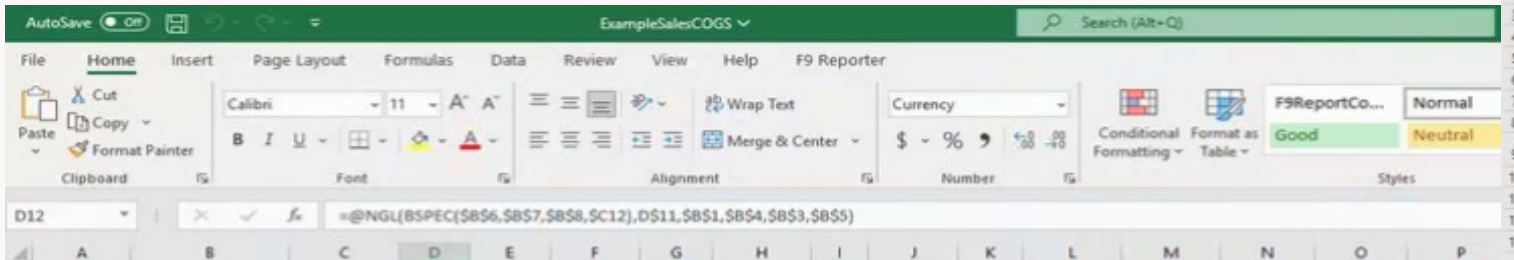 AutoSave Off ExampleSalesCOGS Search (Alt+Q)
File Home Insert Page Layout Formulas Data Review View Help F9 Reporter
Cut
Copy
Format Painter
Paste
Clipboard
Calibri 11 A A
B I U A
Font
Wrap Text
Merge & Center
Alignment
Currency
$ % 9
Number
Conditional Formatting
Format as Table
F9ReportCo... Normal
Good Neutral
Styles
D12 fx =@NGL(BSPEC($B$6,$B$7,$B$8,$C12),D$11,$B$1,$B$4,$B$3,$B$5)
A B C D E F G H I J K L M N O P